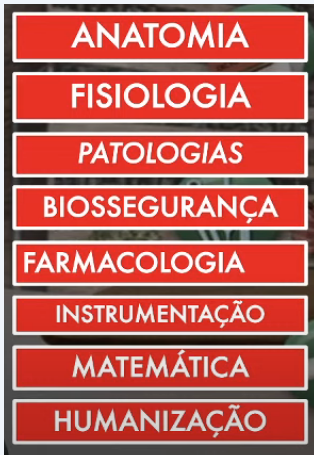 ANATOMIA
FISIOLOGIA
PATOLOGIAS
BIOSSEGURANÇA
FARMACOLOGIA
INSTRUMENTAÇÃO
MATEMÁTICA
HUMANIZAÇÃO